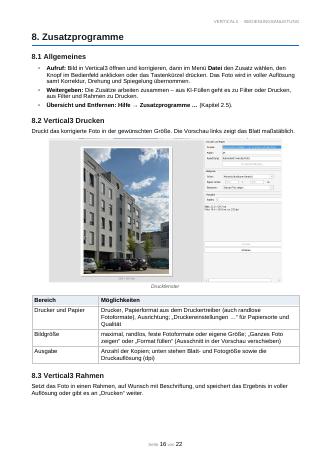 VERTICAL3 – BEDIENUNGSANLEITUNG
8. Zusatzprogramme
8.1 Allgemeines
• Aufruf: Bild in Vertical3 öffnen und korrigieren, dann im Menü Datei den Zusatz wählen, den
Knopf im Bedienfeld anklicken oder das Tastenkürzel drücken. Das Foto wird in voller Auflösung
samt Korrektur, Drehung und Spiegelung übernommen.
• Weitergeben: Die Zusätze arbeiten zusammen – aus KI-Füllen geht es zu Filter oder Drucken,
aus Filter und Rahmen zu Drucken.
• Übersicht und Entfernen: Hilfe → Zusatzprogramme ... (Kapitel 2.5).
8.2 Vertical3 Drucken
Druckt das korrigierte Foto in der gewünschten Größe. Die Vorschau links zeigt das Blatt maßstäblich.
Druckfenster
Bereich Möglichkeiten
Drucker und Papier Drucker, Papierformat aus dem Druckertreiber (auch randlose
Fotoformate), Ausrichtung; „Druckereinstellungen ...“ für Papiersorte und
Qualität
Bildgröße maximal, randlos, feste Fotoformate oder eigene Größe; „Ganzes Foto
zeigen“ oder „Format füllen“ (Ausschnitt in der Vorschau verschieben)
Ausgabe Anzahl der Kopien; unten stehen Blatt- und Fotogröße sowie die
Druckauflösung (dpi)
8.3 Vertical3 Rahmen
Setzt das Foto in einen Rahmen, auf Wunsch mit Beschriftung, und speichert das Ergebnis in voller
Auflösung oder gibt es an „Drucken“ weiter.
Seite 16 von 22